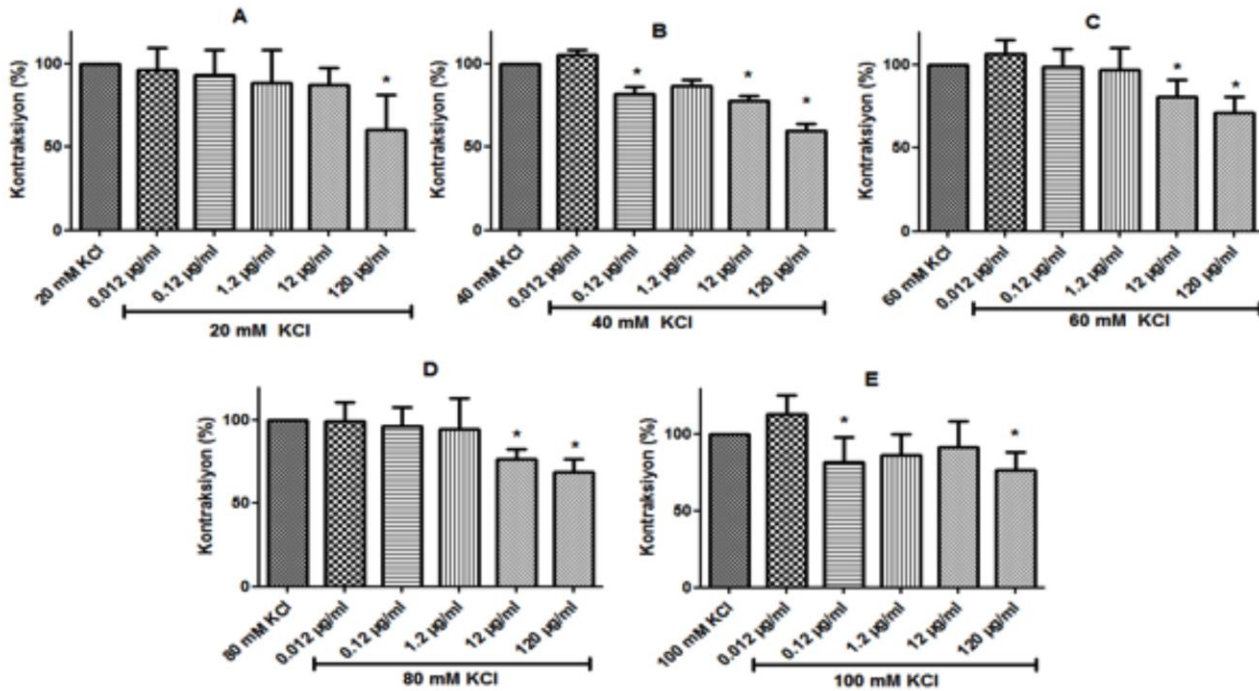 A
Kontraksiyon (%)
100
50
0
20 mM KCl
0.012 µg/ml
0.12 µg/ml
1.2 µg/ml
12 µg/ml
120 µg/ml
*
20 mM KCl
B
Kontraksiyon (%)
100
50
0
40 mM KCl
0.012 µg/ml
0.12 µg/ml
1.2 µg/ml
12 µg/ml
120 µg/ml
*
*
*
40 mM KCl
C
Kontraksiyon (%)
100
50
0
60 mM KCl
0.012 µg/ml
0.12 µg/ml
1.2 µg/ml
12 µg/ml
120 µg/ml
*
*
60 mM KCl
D
Kontraksiyon (%)
100
50
0
80 mM KCl
0.012 µg/ml
0.12 µg/ml
1.2 µg/ml
12 µg/ml
120 µg/ml
*
*
80 mM KCl
E
Kontraksiyon (%)
100
50
0
100 mM KCl
0.012 µg/ml
0.12 µg/ml
1.2 µg/ml
12 µg/ml
120 µg/ml
*
*
100 mM KCl